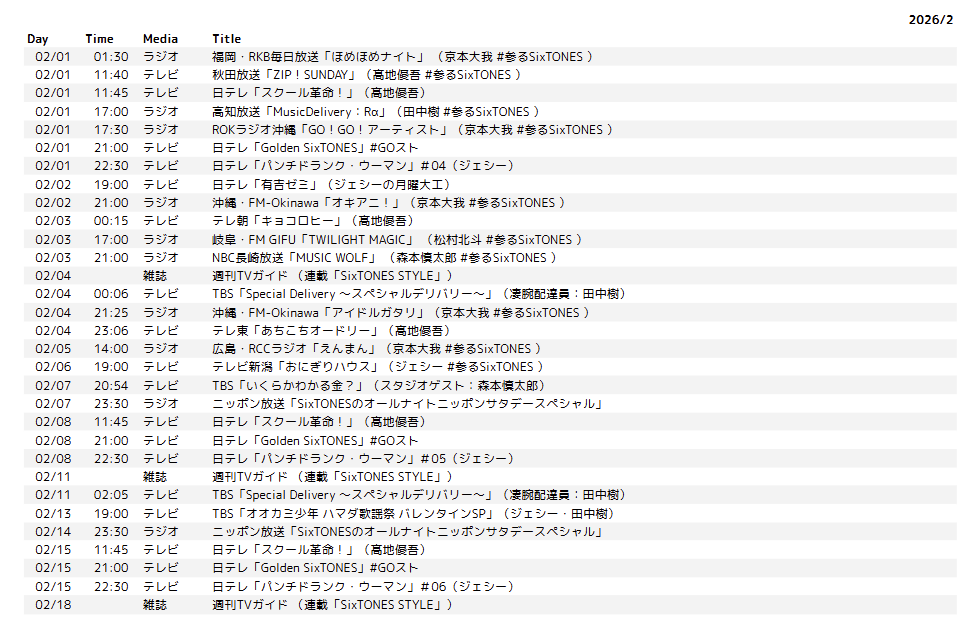 2026/2
Day Time Media Title
02/01 01:30 ラジオ 福岡・RKB毎日放送「ほめほめナイト」（京本大我 #参るSixTONES ）
02/01 11:40 テレビ 秋田放送「ZIP！SUNDAY」（高地優吾 #参るSixTONES ）
02/01 11:45 テレビ 日テレ「スクール革命！」（高地優吾）
02/01 17:00 ラジオ 高知放送「MusicDelivery：Rα」（田中樹 #参るSixTONES ）
02/01 17:30 ラジオ ROKラジオ沖縄「GO！GO！アーティスト」（京本大我 #参るSixTONES ）
02/01 21:00 テレビ 日テレ「Golden SixTONES」#GOスト
02/01 22:30 テレビ 日テレ「パンチドランク・ウーマン」＃04（ジェシー）
02/02 19:00 テレビ 日テレ「有吉ゼミ」（ジェシーの月曜大工）
02/02 21:00 ラジオ 沖縄・FM-Okinawa「オキアニ！」（京本大我 #参るSixTONES ）
02/03 00:15 テレビ テレ朝「キョコロヒー」（高地優吾）
02/03 17:00 ラジオ 岐阜・FM GIFU「TWILIGHT MAGIC」 （松村北斗 #参るSixTONES ）
02/03 21:00 ラジオ NBC長崎放送「MUSIC WOLF」 （森本慎太郎 #参るSixTONES ）
02/04 雑誌 週刊TVガイド （連載「SixTONES STYLE」）
02/04 00:06 テレビ TBS「Special Delivery ～スペシャルデリバリー～」（凄腕配達員：田中樹）
02/04 21:25 ラジオ 沖縄・FM-Okinawa「アイドルガタリ」（京本大我 #参るSixTONES ）
02/04 23:06 テレビ テレ東「あちこちオードリー」（高地優吾）
02/05 14:00 ラジオ 広島・RCCラジオ「えんまん」（京本大我 #参るSixTONES ）
02/06 19:00 テレビ テレビ新潟「おにぎりハウス」（ジェシー #参るSixTONES ）
02/07 20:54 テレビ TBS「いくらかわかる金？」（スタジオゲスト：森本慎太郎）
02/07 23:30 ラジオ ニッポン放送「SixTONESのオールナイトニッポンサタデースペシャル」
02/08 11:45 テレビ 日テレ「スクール革命！」（高地優吾）
02/08 21:00 テレビ 日テレ「Golden SixTONES」#GOスト
02/08 22:30 テレビ 日テレ「パンチドランク・ウーマン」＃05（ジェシー）
02/11 雑誌 週刊TVガイド （連載「SixTONES STYLE」）
02/11 02:05 テレビ TBS「Special Delivery ～スペシャルデリバリー～」（凄腕配達員：田中樹）
02/13 19:00 テレビ TBS「オオカミ少年 ハマダ歌謡祭 バレンタインSP」（ジェシー・田中樹）
02/14 23:30 ラジオ ニッポン放送「SixTONESのオールナイトニッポンサタデースペシャル」
02/15 11:45 テレビ 日テレ「スクール革命！」（高地優吾）
02/15 21:00 テレビ 日テレ「Golden SixTONES」#GOスト
02/15 22:30 テレビ 日テレ「パンチドランク・ウーマン」＃06（ジェシー）
02/18 雑誌 週刊TVガイド （連載「SixTONES STYLE」）